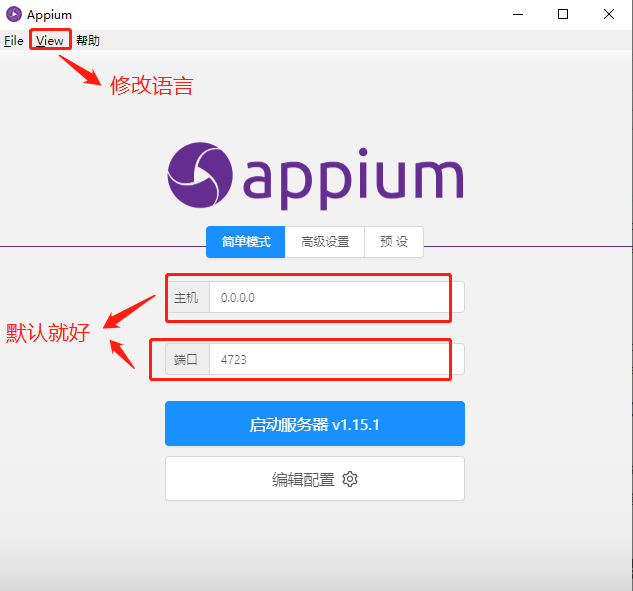 Appium
File View 帮助
修改语言
appium
简单模式 高级设置 预 设
主机 0.0.0.0
默认就好
端口 4723
启动服务器 v1.15.1
编辑配置